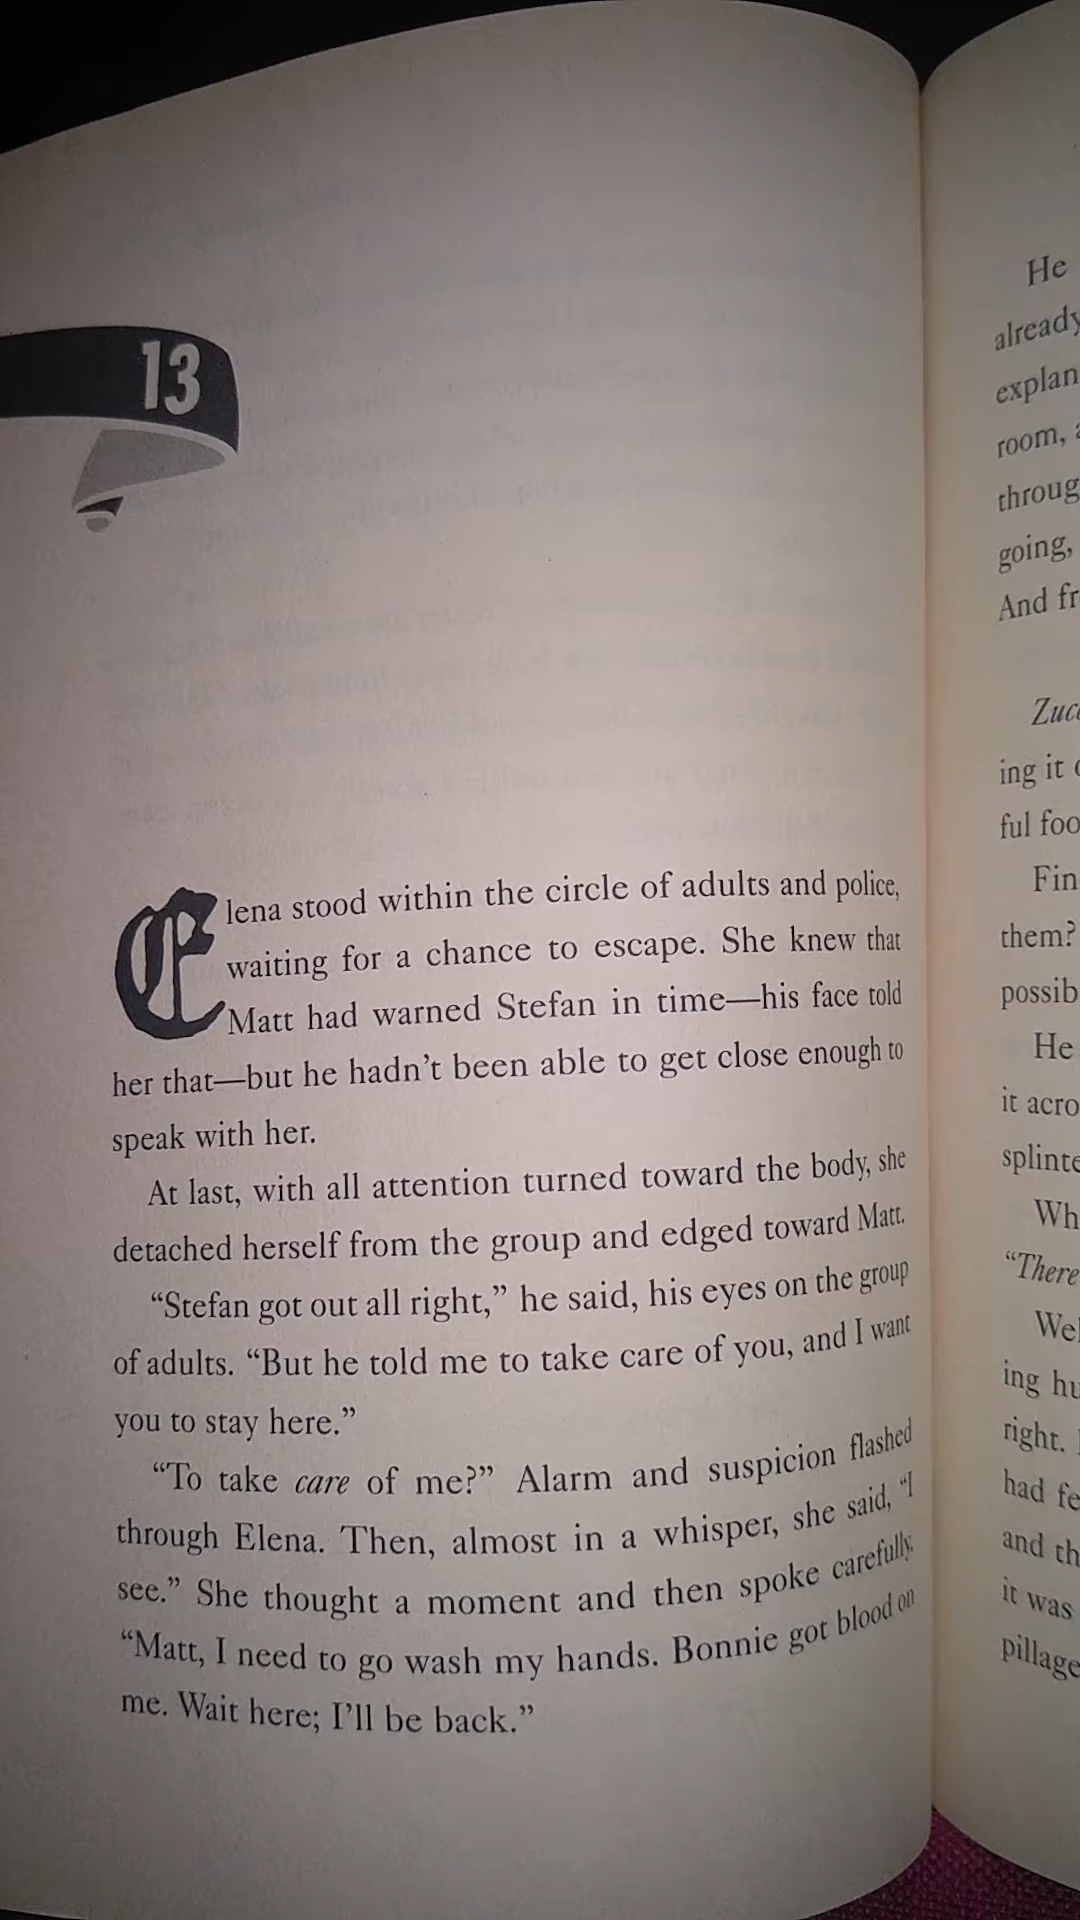 13
Elena stood within the circle of adults and police,
waiting for a chance to escape. She knew that
Matt had warned Stefan in time—his face told
her that—but he hadn’t been able to get close enough to
speak with her.
At last, with all attention turned toward the body, she
detached herself from the group and edged toward Matt.
“Stefan got out all right,” he said, his eyes on the group
of adults. “But he told me to take care of you, and I want
you to stay here.”
“To take care of me?” Alarm and suspicion flashed
through Elena. Then, almost in a whisper, she said, “I
see.” She thought a moment and then spoke carefully.
“Matt, I need to go wash my hands. Bonnie got blood on
me. Wait here; I’ll be back.”
He
already
explan
room,
throug
going,
And fr
Zucc
ing it
ful foo
Fin
them?
possib
He
it acro
splinte
Wh
“There
Wel
ing hu
right.
had fe
and th
it was
pillage